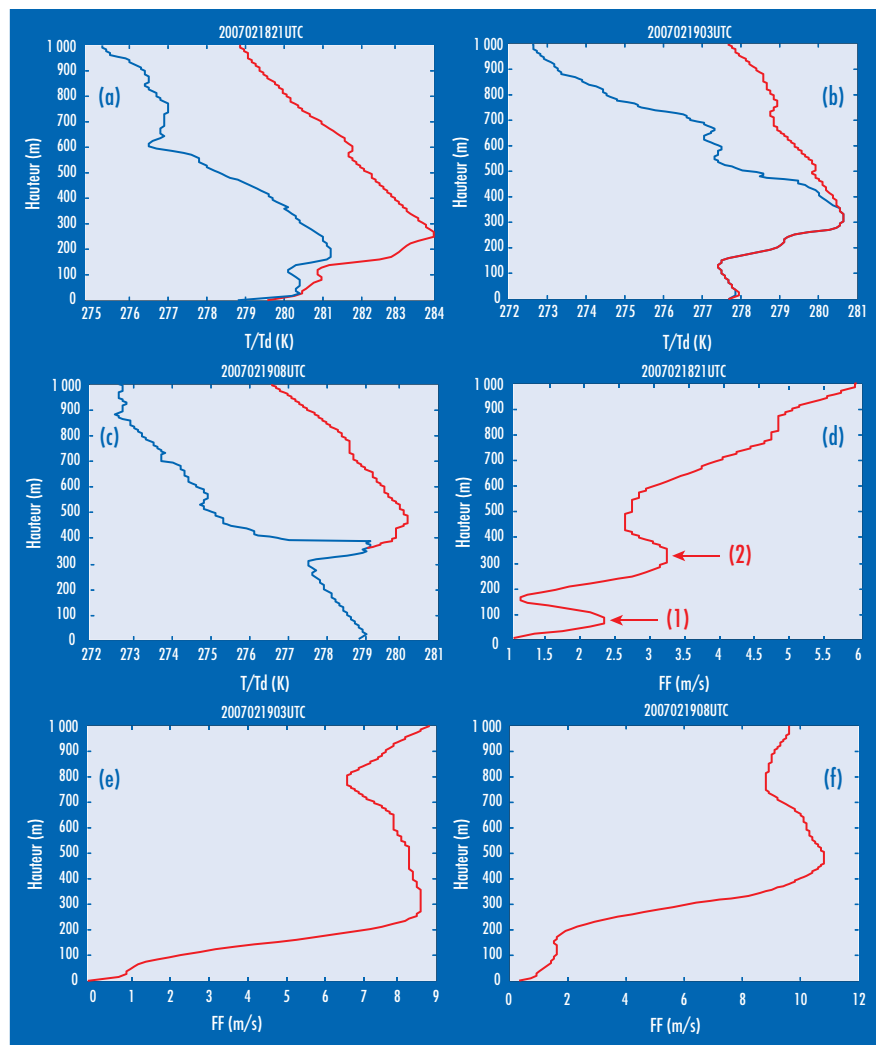 2007021821UTC
1 000
900
800
700
600
500
400
300
200
100
0
Hauteur (m)
(a)
275 276 277 278 279 280 281 282 283 284
T/Td (K)
2007021903UTC
1 000
900
800
700
600
500
400
300
200
100
0
Hauteur (m)
(b)
272 273 274 275 276 277 278 279 280 281
T/Td (K)
2007021908UTC
1 000
900
800
700
600
500
400
300
200
100
0
Hauteur (m)
(c)
272 273 274 275 276 277 278 279 280 281
T/Td (K)
2007021821UTC
1 000
900
800
700
600
500
400
300
200
100
0
Hauteur (m)
(d)
(2)
(1)
1 1.5 2 2.5 3 3.5 4 4.5 5 5.5 6
FF (m/s)
2007021903UTC
1 000
900
800
700
600
500
400
300
200
100
0
Hauteur (m)
(e)
0 1 2 3 4 5 6 7 8 9
FF (m/s)
2007021908UTC
1 000
900
800
700
600
500
400
300
200
100
0
Hauteur (m)
(f)
0 2 4 6 8 10 12
FF (m/s)